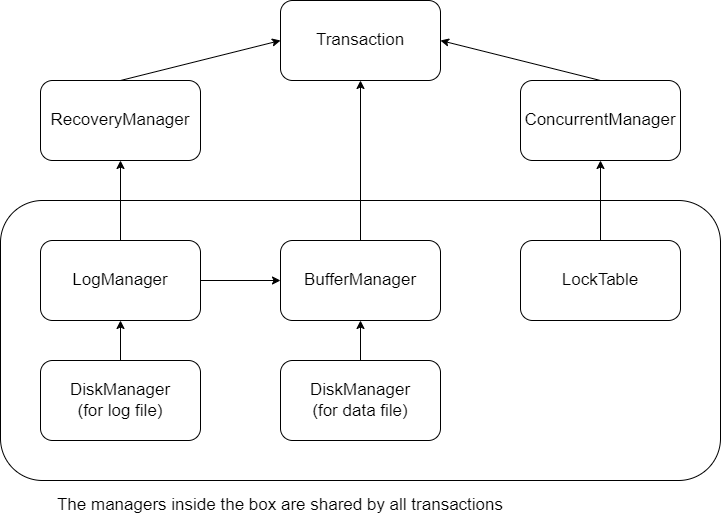 Transaction
RecoveryManager
ConcurrentManager
LogManager
BufferManager
LockTable
DiskManager
(for log file)
DiskManager
(for data file)
The managers inside the box are shared by all transactions